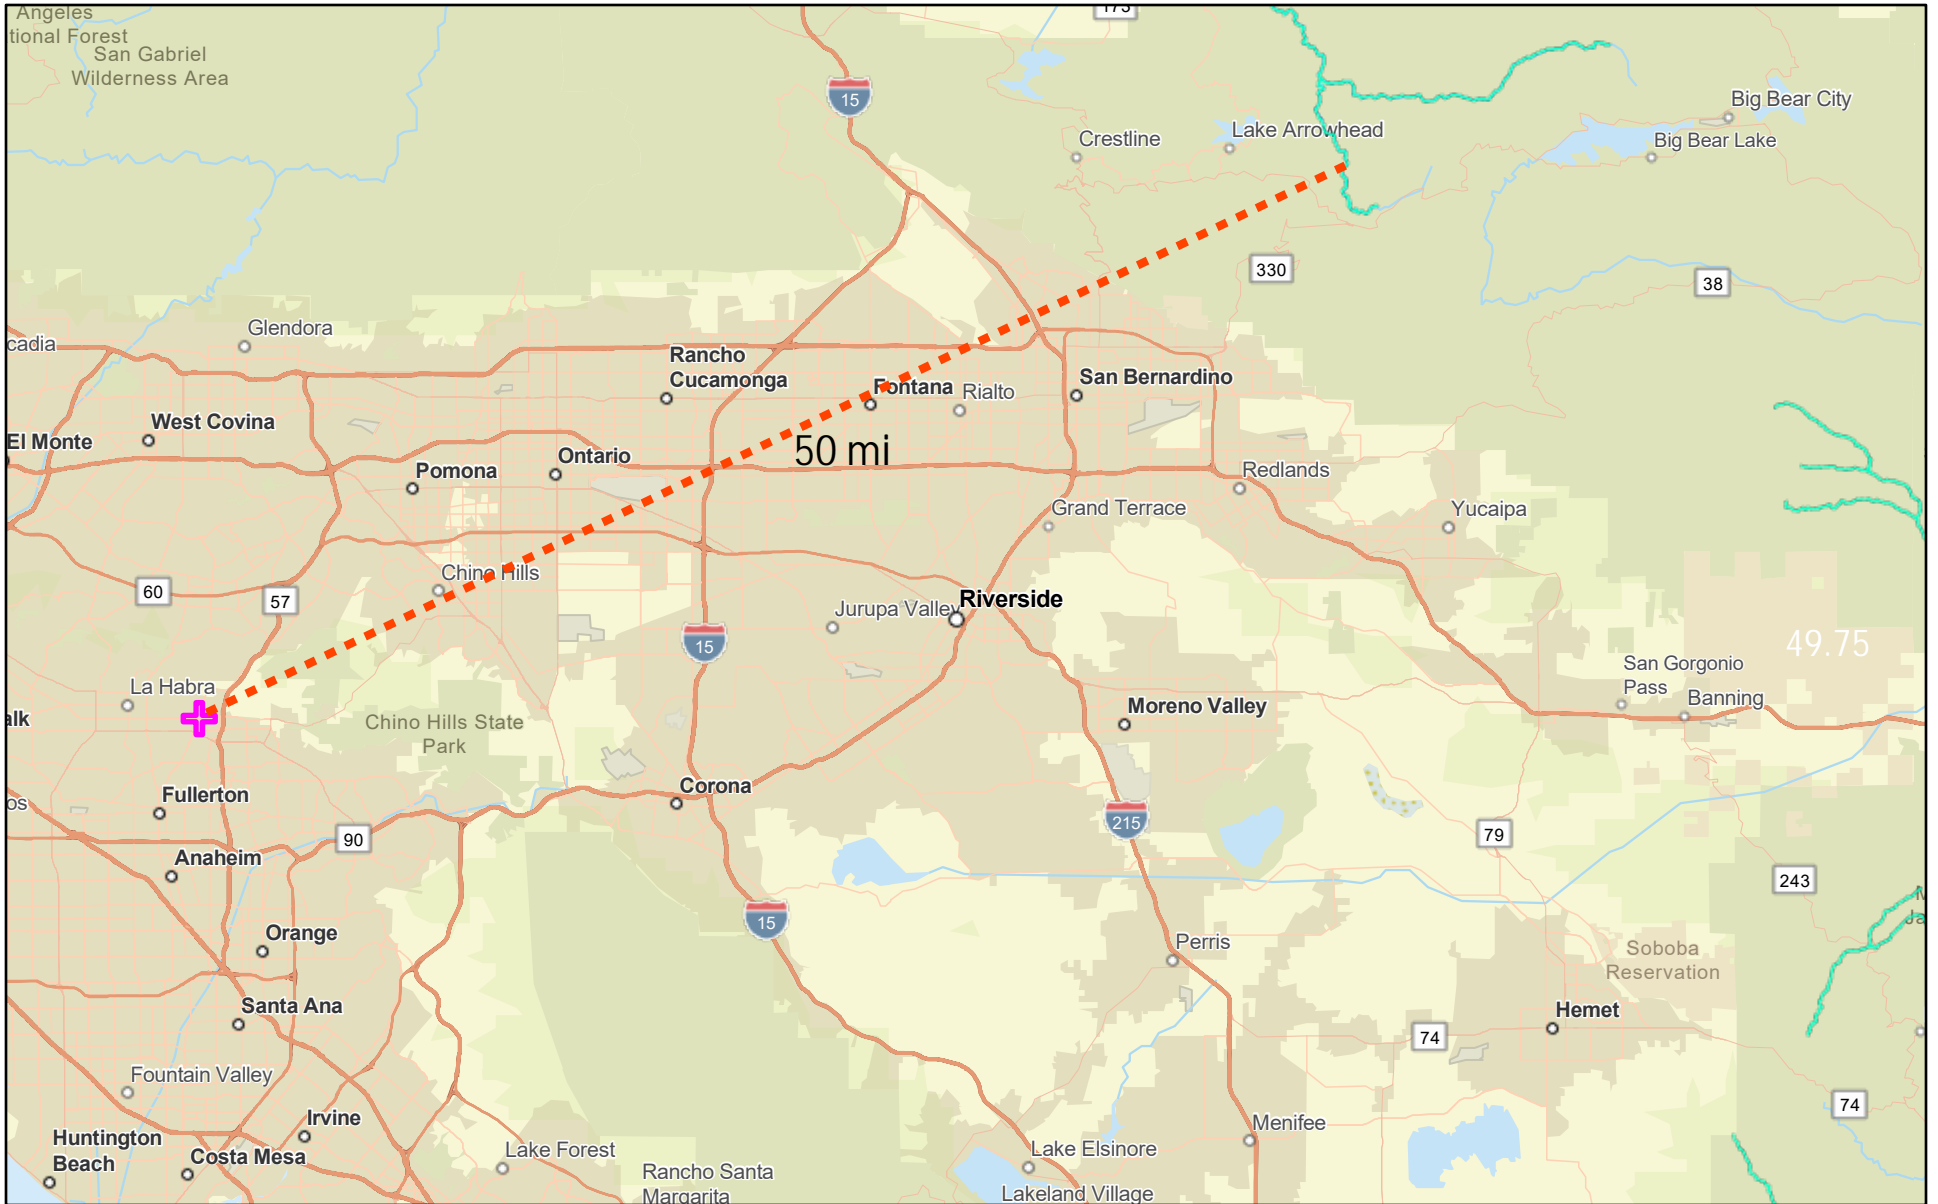 Angeles
tional Forest
San Gabriel
Wilderness Area
173
15
Big Bear City
Crestline
Lake Arrowhead
Big Bear Lake
330
38
Glendora
cadia
Rancho
Cucamonga
Fontana
Rialto
San Bernardino
West Covina
El Monte
50 mi
Pomona
Ontario
Redlands
Grand Terrace
Yucaipa
60
57
Chino Hills
Jurupa Valley
Riverside
15
49.75
San Gorgonio
Pass
Banning
La Habra
alk
Chino Hills State
Park
Moreno Valley
Fullerton
os
Corona
90
215
79
Anaheim
243
15
Orange
Perris
Soboba
Reservation
M
Ja
Santa Ana
Hemet
74
Fountain Valley
Irvine
74
Huntington
Beach
Costa Mesa
Lake Forest
Rancho Santa
Margarita
Lake Elsinore
Menifee
Lakeland Village